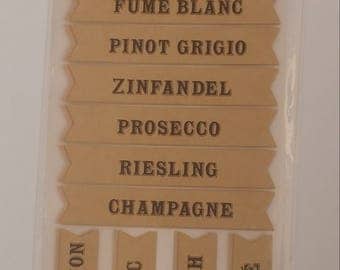 FUME BLANC
PINOT GRIGIO
ZINFANDEL
PROSECCO
RIESLING
CHAMPAGNE